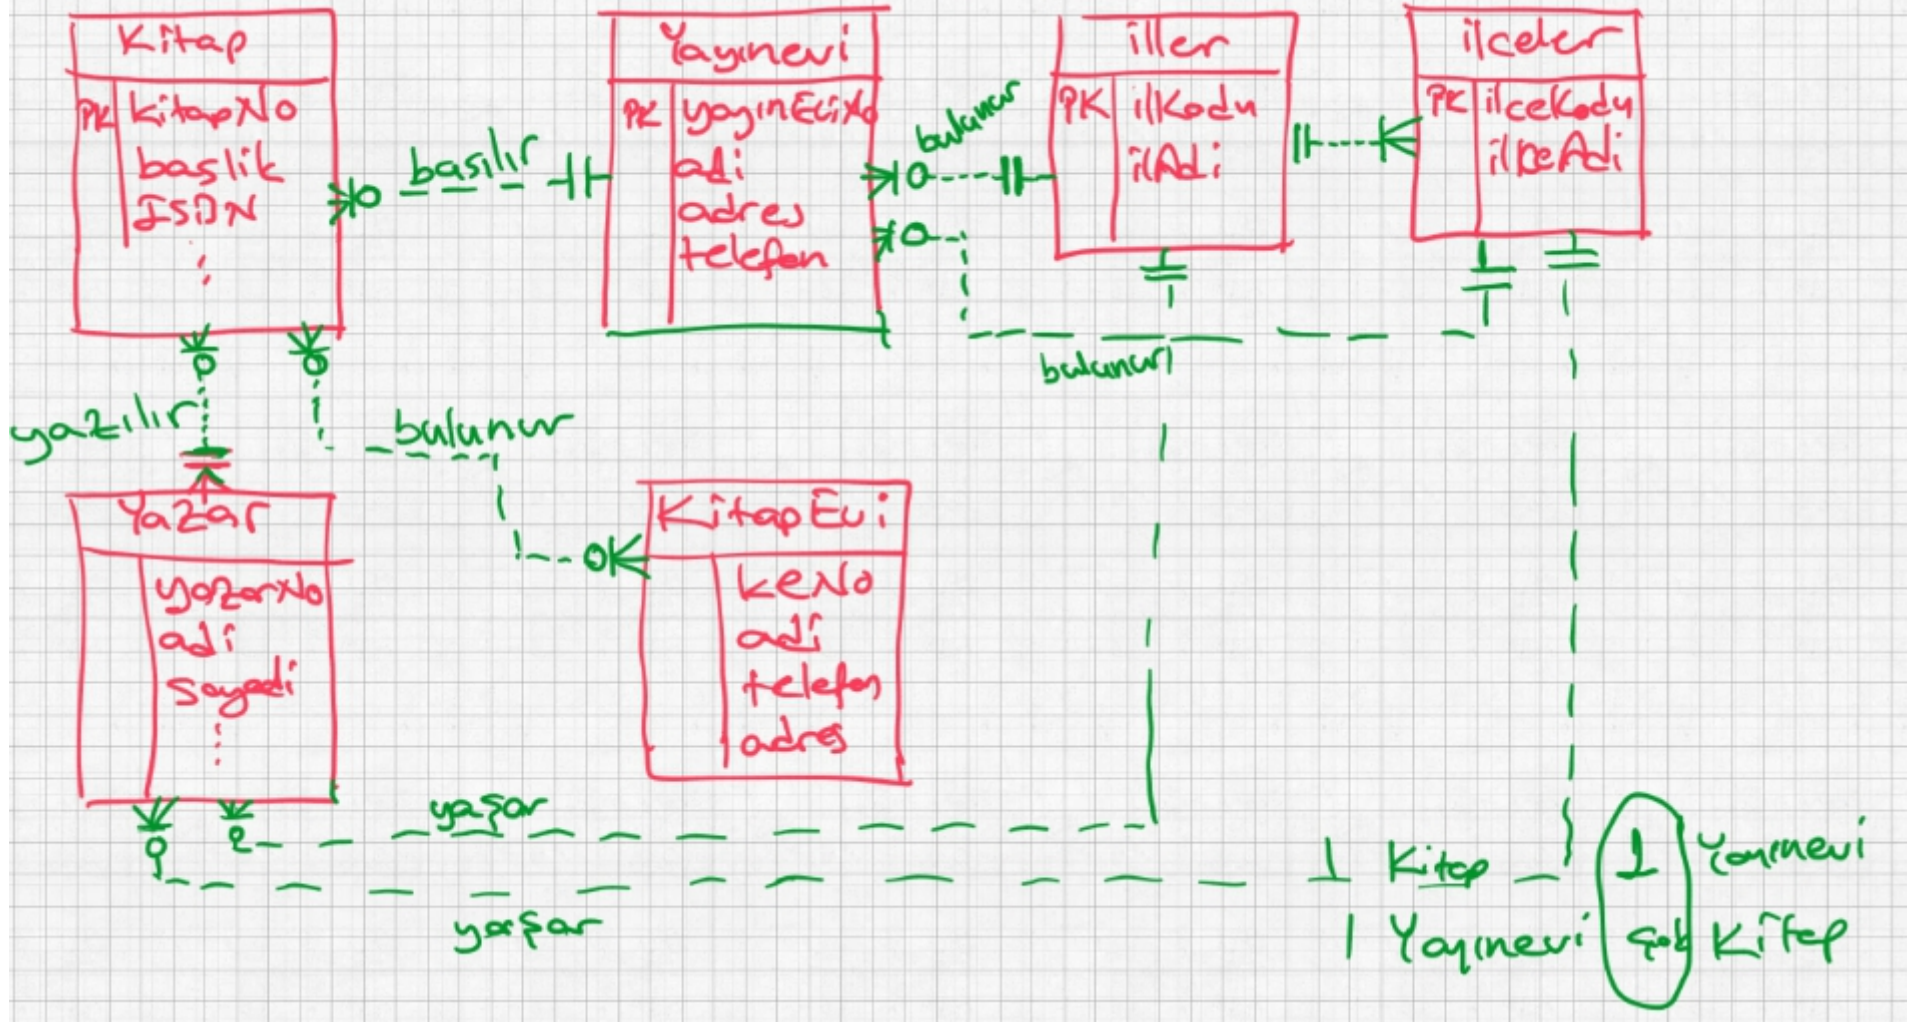 Kitap
PK kitapNo
baslik
ISBN
basılır
Yayınevi
PK yayınEviNo
adi
adres
telefon
bulunur
iller
PK ilKodu
ilAdi
ilceler
PK ilceKodu
ilceAdi
bulunur
yazılır
bulunur
Yazar
yazarNo
adi
Soyadi
KitapEvi
keNo
adi
telefon
adres
yaşar
yaşar
1 Kitap 1 Yayınevi
1 Yayınevi çok Kitap